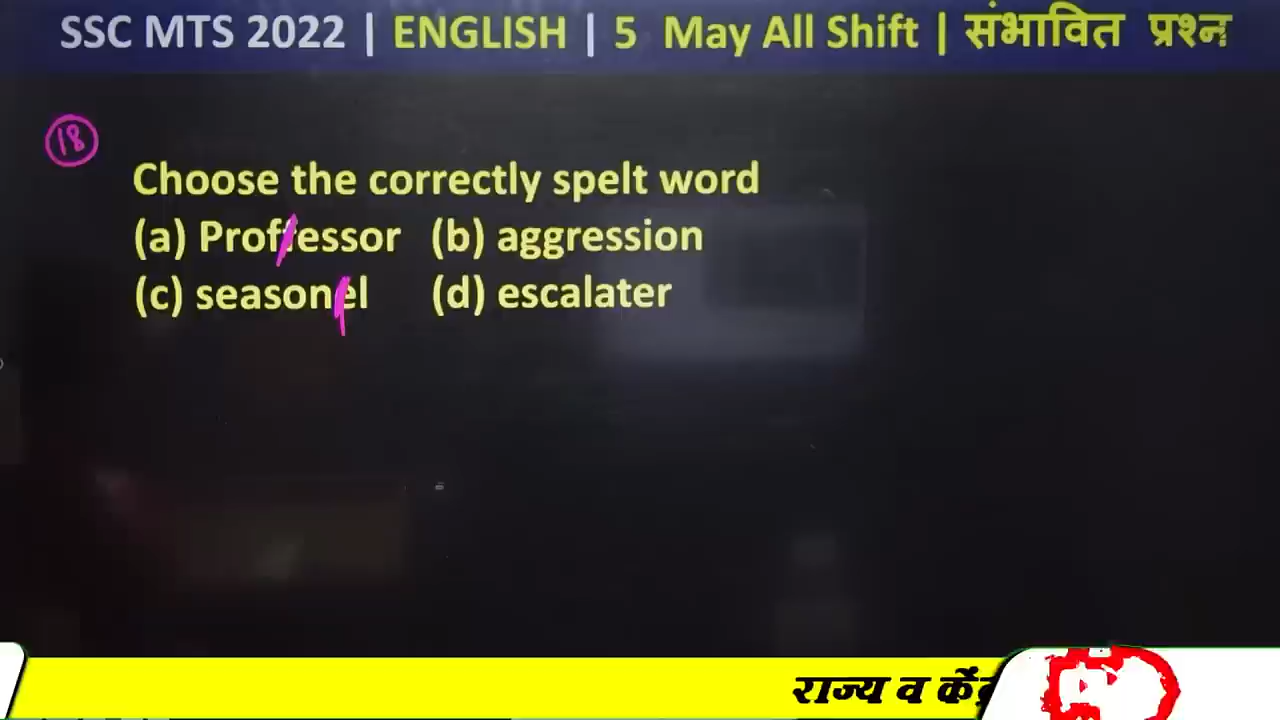 SSC MTS 2022 | ENGLISH | 5 May All Shift | संभावित प्रश्न
18
Choose the correctly spelt word
(a) Proffessor (b) aggression
(c) seasonel (d) escalater
राज्य व